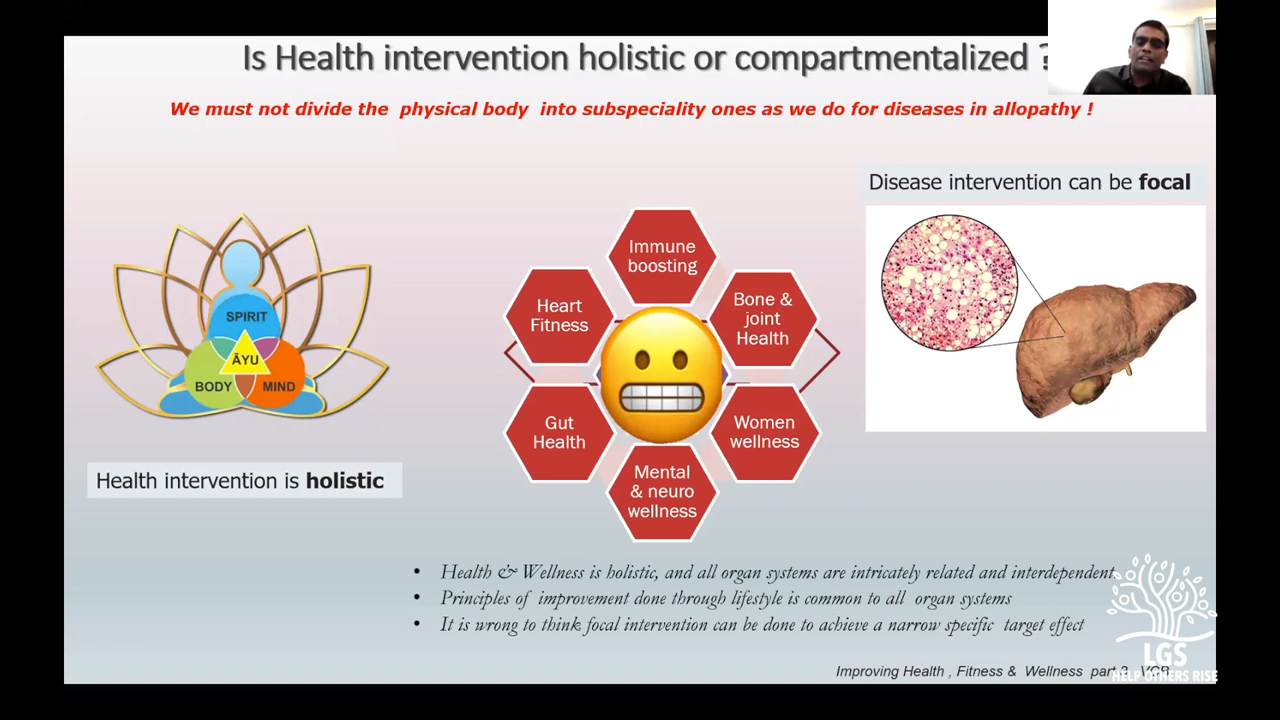 Is Health intervention holistic or compartmentalized ?
We must not divide the physical body into subspeciality ones as we do for diseases in allopathy !
Disease intervention can be focal
SPIRIT
ĀYU
BODY
MIND
Health intervention is holistic
Immune
boosting
Heart
Fitness
Bone &
joint
Health
Gut
Health
Women
wellness
Mental
& neuro
wellness
• Health & Wellness is holistic, and all organ systems are intricately related and interdependent
• Principles of improvement done through lifestyle is common to all organ systems
• It is wrong to think focal intervention can be done to achieve a narrow specific target effect
Improving Health , Fitness & Wellness part
LGS
HELP OTHERS RISE